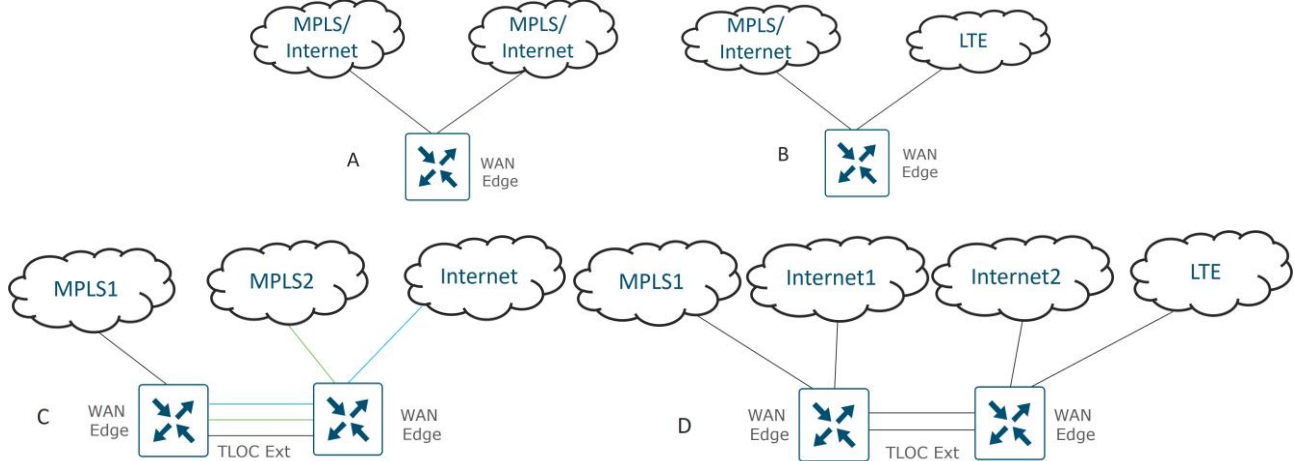 MPLS/
Internet
MPLS/
Internet
A
WAN
Edge
MPLS/
Internet
LTE
B
WAN
Edge
MPLS1
MPLS2
Internet
C
WAN
Edge
TLOC Ext
WAN
Edge
MPLS1
Internet1
Internet2
LTE
D
WAN
Edge
TLOC Ext
WAN
Edge